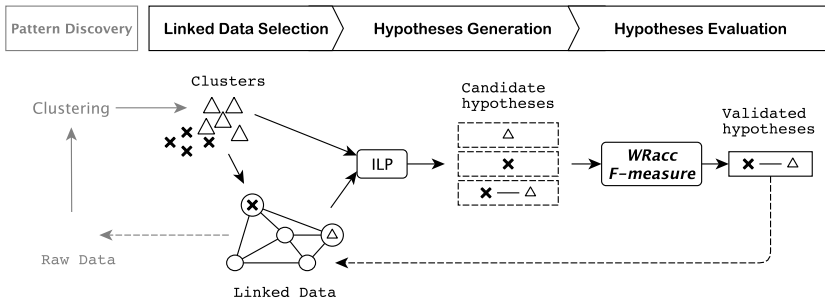 Pattern Discovery
Linked Data Selection
Hypotheses Generation
Hypotheses Evaluation
Clusters
Clustering
Candidate
hypotheses
Validated
hypotheses
ILP
WRacc
F-measure
Raw Data
Linked Data